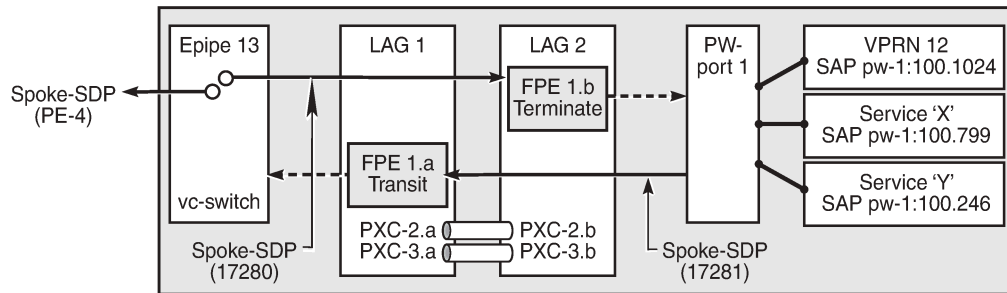 Epipe 13
LAG 1
LAG 2
PW-
port 1
VPRN 12
SAP pw-1:100.1024
Spoke-SDP
(PE-4)
FPE 1.b
Terminate
Service 'X'
SAP pw-1:100.799
FPE 1.a
Transit
Service 'Y'
SAP pw-1:100.246
vc-switch
PXC-2.a
PXC-2.b
PXC-3.a
PXC-3.b
Spoke-SDP
(17280)
Spoke-SDP
(17281)